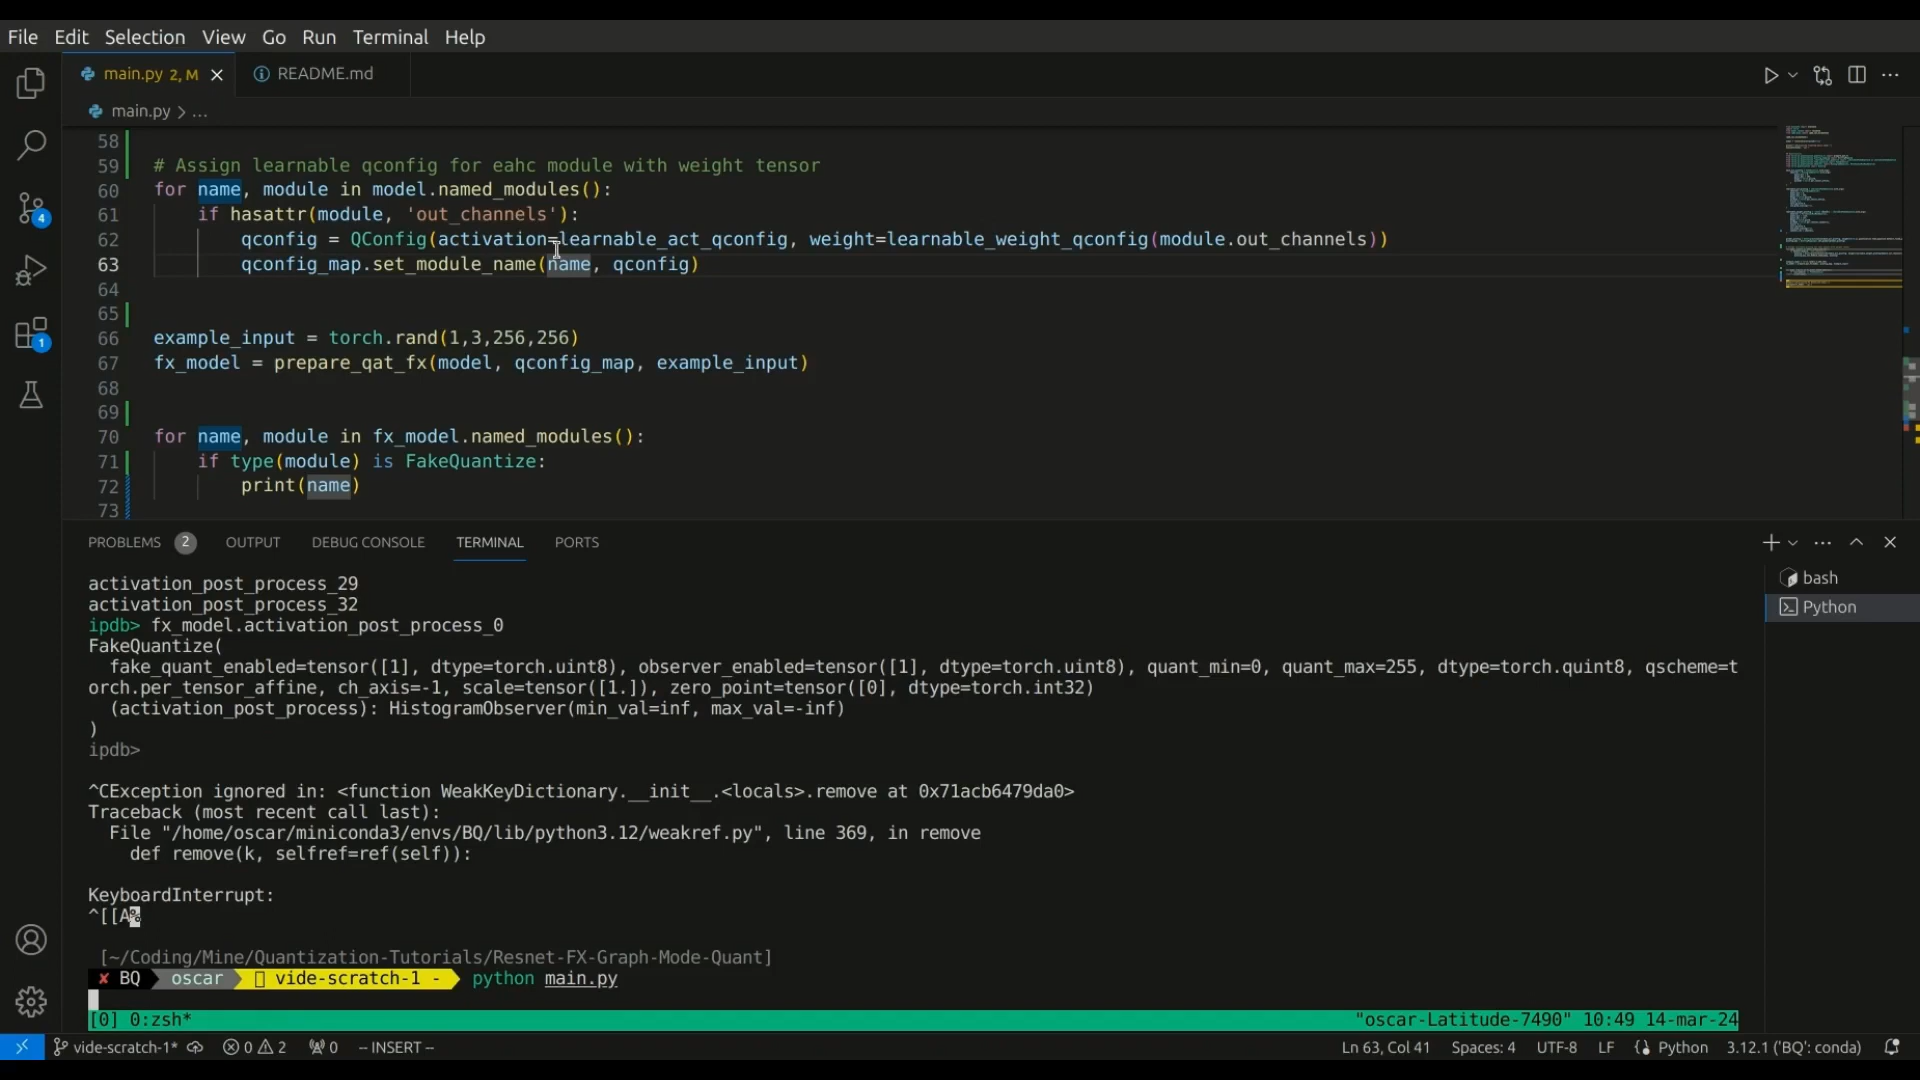 File Edit Selection View Go Run Terminal Help
main.py 2, M README.md
main.py > ...
58
59 # Assign learnable qconfig for eahc module with weight tensor
60 for name, module in model.named_modules():
61 if hasattr(module, 'out_channels'):
62 qconfig = QConfig(activation=learnable_act_qconfig, weight=learnable_weight_qconfig(module.out_channels))
63 qconfig_map.set_module_name(name, qconfig)
64
65
66 example_input = torch.rand(1,3,256,256)
67 fx_model = prepare_qat_fx(model, qconfig_map, example_input)
68
69
70 for name, module in fx_model.named_modules():
71 if type(module) is FakeQuantize:
72 print(name)
73
4
1
PROBLEMS 2 OUTPUT DEBUG CONSOLE TERMINAL PORTS
bash
Python
activation_post_process_29
activation_post_process_32
ipdb> fx_model.activation_post_process_0
FakeQuantize(
fake_quant_enabled=tensor([1], dtype=torch.uint8), observer_enabled=tensor([1], dtype=torch.uint8), quant_min=0, quant_max=255, dtype=torch.quint8, qscheme=t
orch.per_tensor_affine, ch_axis=-1, scale=tensor([1.]), zero_point=tensor([0], dtype=torch.int32)
(activation_post_process): HistogramObserver(min_val=inf, max_val=-inf)
)
ipdb>
^CException ignored in: <function WeakKeyDictionary.__init__.<locals>.remove at 0x71acb6479da0>
Traceback (most recent call last):
File "/home/oscar/miniconda3/envs/BQ/lib/python3.12/weakref.py", line 369, in remove
def remove(k, selfref=ref(self)):
KeyboardInterrupt:
^[[A%
[~/Coding/Mine/Quantization-Tutorials/Resnet-FX-Graph-Mode-Quant]
✘ BQ oscar vide-scratch-1 - python main.py
[0] 0:zsh* "oscar-Latitude-7490" 10:49 14-mar-24
vide-scratch-1* 0 2 0 -- INSERT -- Ln 63, Col 41 Spaces: 4 UTF-8 LF Python 3.12.1 ('BQ': conda)